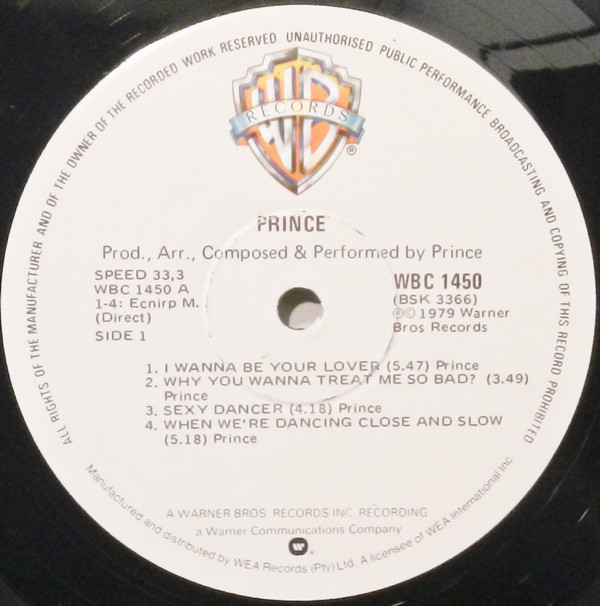 ALL RIGHTS OF THE MANUFACTURER AND OF THE OWNER OF THE RECORDED WORK RESERVED. UNAUTHORISED PUBLIC PERFORMANCE BROADCASTING AND COPYING OF THIS RECORD PROHIBITED
WB
RECORDS
®
PRINCE
Prod., Arr., Composed & Performed by Prince
SPEED 33,3
WBC 1450 A
1-4: Ecnirp M.
(Direct)
SIDE 1
WBC 1450
(BSK 3366)
℗© 1979 Warner
Bros Records
1. I WANNA BE YOUR LOVER (5.47) Prince
2. WHY YOU WANNA TREAT ME SO BAD? (3.49)
Prince
3. SEXY DANCER (4.18) Prince
4. WHEN WE'RE DANCING CLOSE AND SLOW
(5.18) Prince
A WARNER BROS. RECORDS INC. RECORDING
a Warner Communications Company
Manufactured and distributed by WEA Records (Pty) Ltd. A licensee of WEA International Inc.